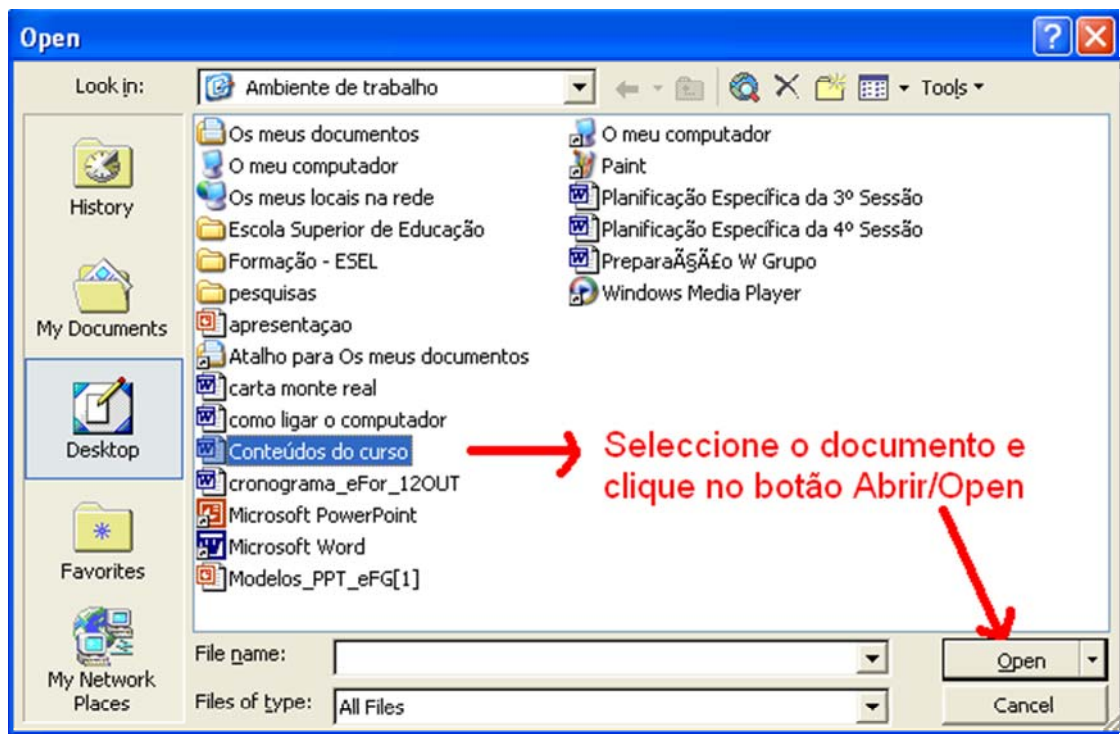 Open
Look in:
Ambiente de trabalho
Tools
History
My Documents
Desktop
Favorites
My Network
Places
Os meus documentos
O meu computador
Os meus locais na rede
Escola Superior de Educação
Formação - ESEL
pesquisas
apresentaçao
Atalho para Os meus documentos
carta monte real
como ligar o computador
Conteúdos do curso
cronograma_eFor_12OUT
Microsoft PowerPoint
Microsoft Word
Modelos_PPT_eFG[1]
O meu computador
Paint
Planificação Específica da 3º Sessão
Planificação Específica da 4º Sessão
PreparaÃ§Ã£o W Grupo
Windows Media Player
Seleccione o documento e
clique no botão Abrir/Open
File name:
Open
Files of type:
All Files
Cancel